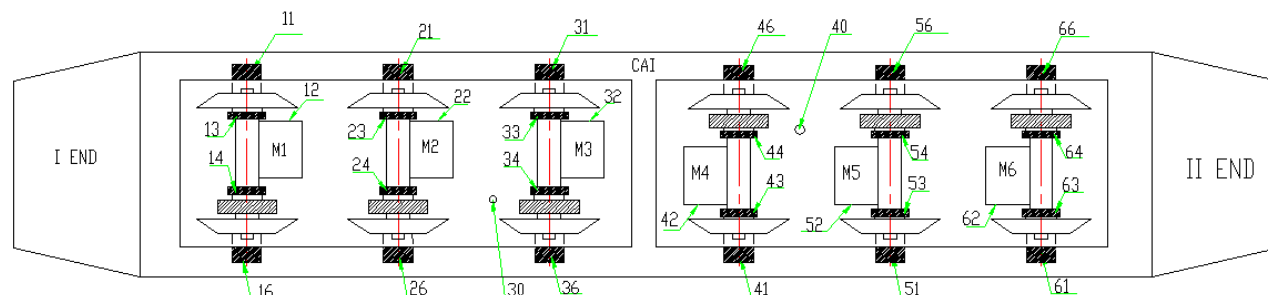 11 21 31 46 56 40 66
CAI
12 22 32
13 23 33 44 54 64
I END M1 M2 M3 M4 M5 M6 II END
14 24 34 43 53 63
42 52 62
16 26 30 36 41 51 61